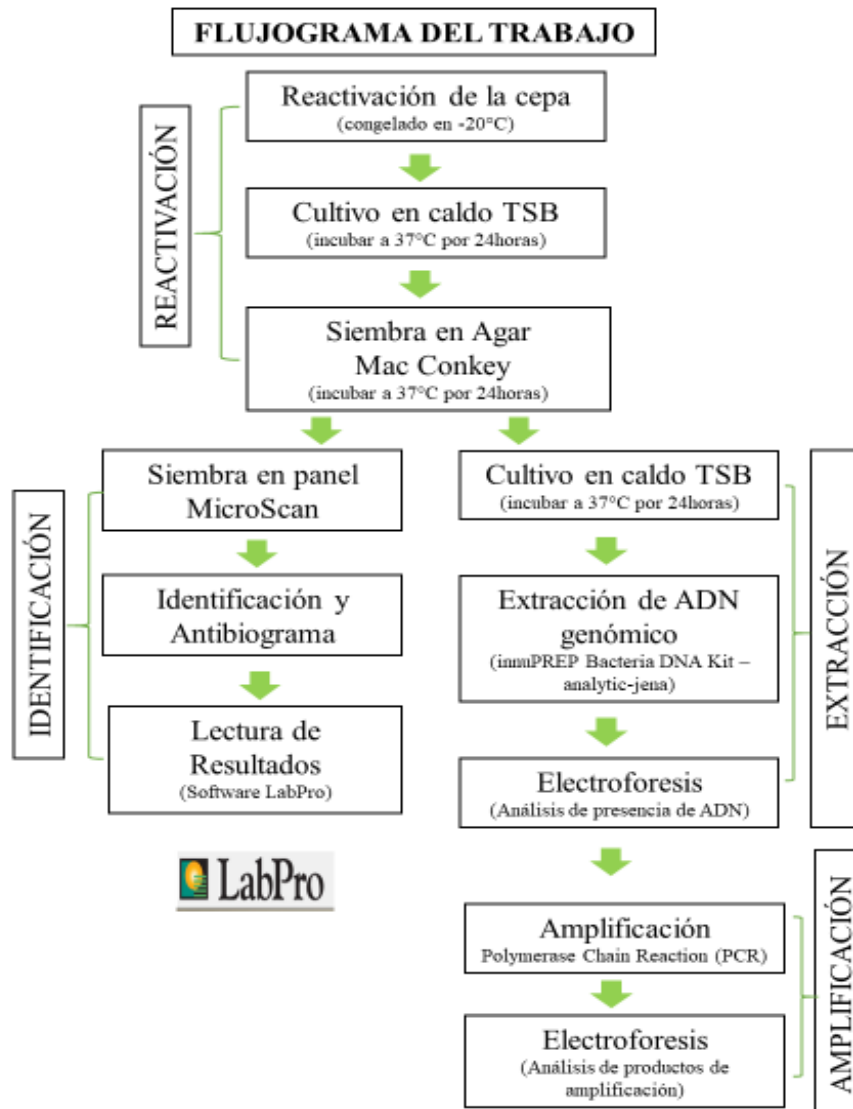 FLUJOGRAMA DEL TRABAJO
REACTIVACIÓN
Reactivación de la cepa
(congelado en -20°C)
Cultivo en caldo TSB
(incubar a 37°C por 24horas)
Siembra en Agar
Mac Conkey
(incubar a 37°C por 24horas)
IDENTIFICACIÓN
Siembra en panel
MicroScan
Identificación y
Antibiograma
Lectura de
Resultados
(Software LabPro)
LabPro
Cultivo en caldo TSB
(incubar a 37°C por 24horas)
Extracción de ADN
genómico
(innuPREP Bacteria DNA Kit –
analytic-jena)
Electroforesis
(Análisis de presencia de ADN)
EXTRACCIÓN
Amplificación
Polymerase Chain Reaction (PCR)
Electroforesis
(Análisis de productos de
amplificación)
AMPLIFICACIÓN